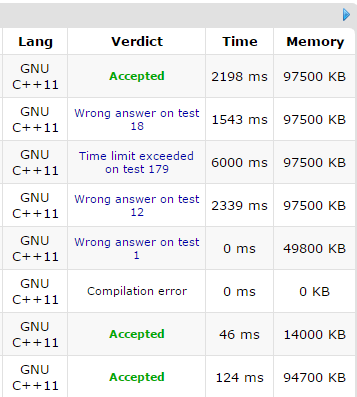 Lang Verdict Time Memory
GNU C++11 Accepted 2198 ms 97500 KB
GNU C++11 Wrong answer on test 18 1543 ms 97500 KB
GNU C++11 Time limit exceeded on test 179 6000 ms 97500 KB
GNU C++11 Wrong answer on test 12 2339 ms 97500 KB
GNU C++11 Wrong answer on test 1 0 ms 49800 KB
GNU C++11 Compilation error 0 ms 0 KB
GNU C++11 Accepted 46 ms 14000 KB
GNU C++11 Accepted 124 ms 94700 KB